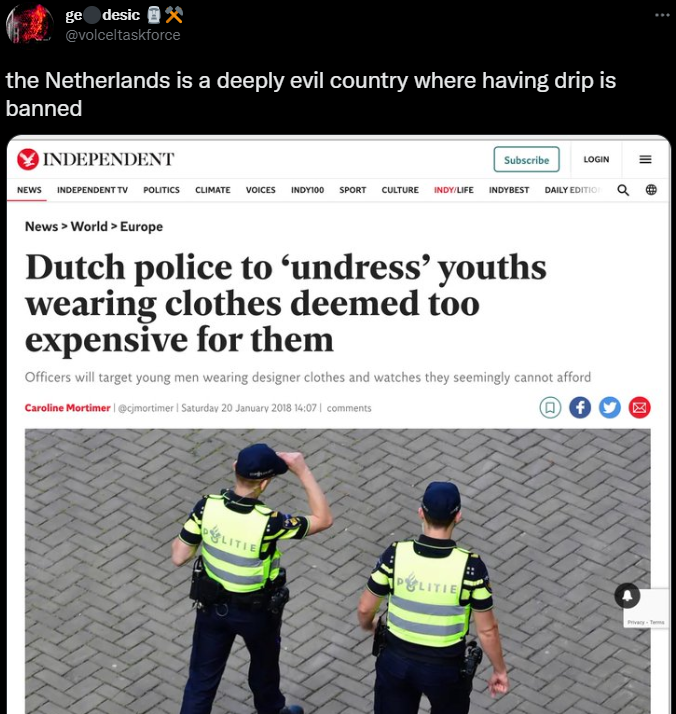 ge desic
@volceltaskforce
the Netherlands is a deeply evil country where having drip is
banned
INDEPENDENT
Subscribe
LOGIN
NEWS INDEPENDENT TV POLITICS CLIMATE VOICES INDY100 SPORT CULTURE INDY/LIFE INDYBEST DAILY EDITIO
News > World > Europe
Dutch police to ‘undress’ youths
wearing clothes deemed too
expensive for them
Officers will target young men wearing designer clothes and watches they seemingly cannot afford
Caroline Mortimer | @cjmortimer | Saturday 20 January 2018 14:07 | comments
POLITIE
POLITIE
Privacy - Terms